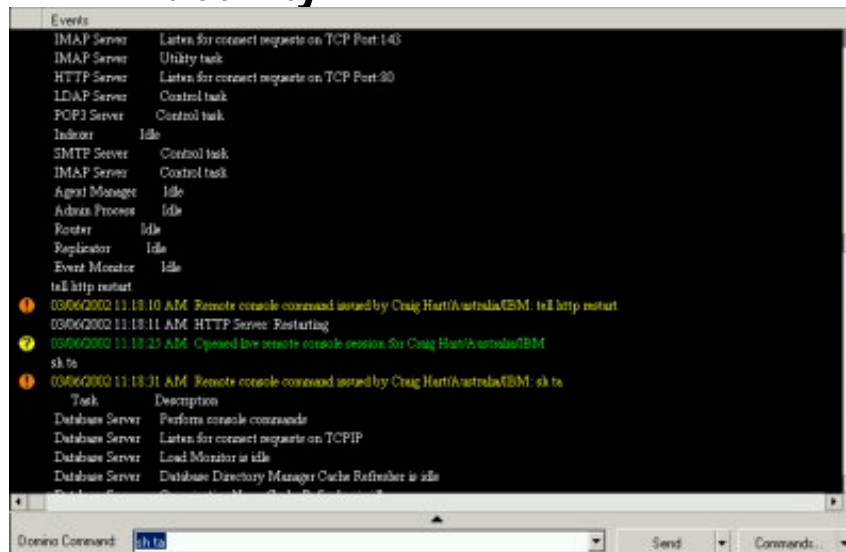 Events
IMAP Server Listen for connect requests on TCP Port:143
IMAP Server Utility task
HTTP Server Listen for connect requests on TCP Port:80
LDAP Server Control task
POP3 Server Control task
Indexer Idle
SMTP Server Control task
IMAP Server Control task
Agent Manager Idle
Admin Process Idle
Router Idle
Replicator Idle
Event Monitor Idle
tell http restart
03/06/2002 11:18:10 AM Remote console command issued by Craig Hart/Australia/IBM: tell http restart
03/06/2002 11:18:11 AM HTTP Server: Restarting
03/06/2002 11:18:25 AM Opened live remote console session for Craig Hart/Australia/IBM
sh ta
03/06/2002 11:18:31 AM Remote console command issued by Craig Hart/Australia/IBM: sh ta
Task Description
Database Server Perform console commands
Database Server Listen for connect requests on TCPIP
Database Server Load Monitor is idle
Database Server Database Directory Manager Cache Refresher is idle
Domino Command: sh ta Send Commands...